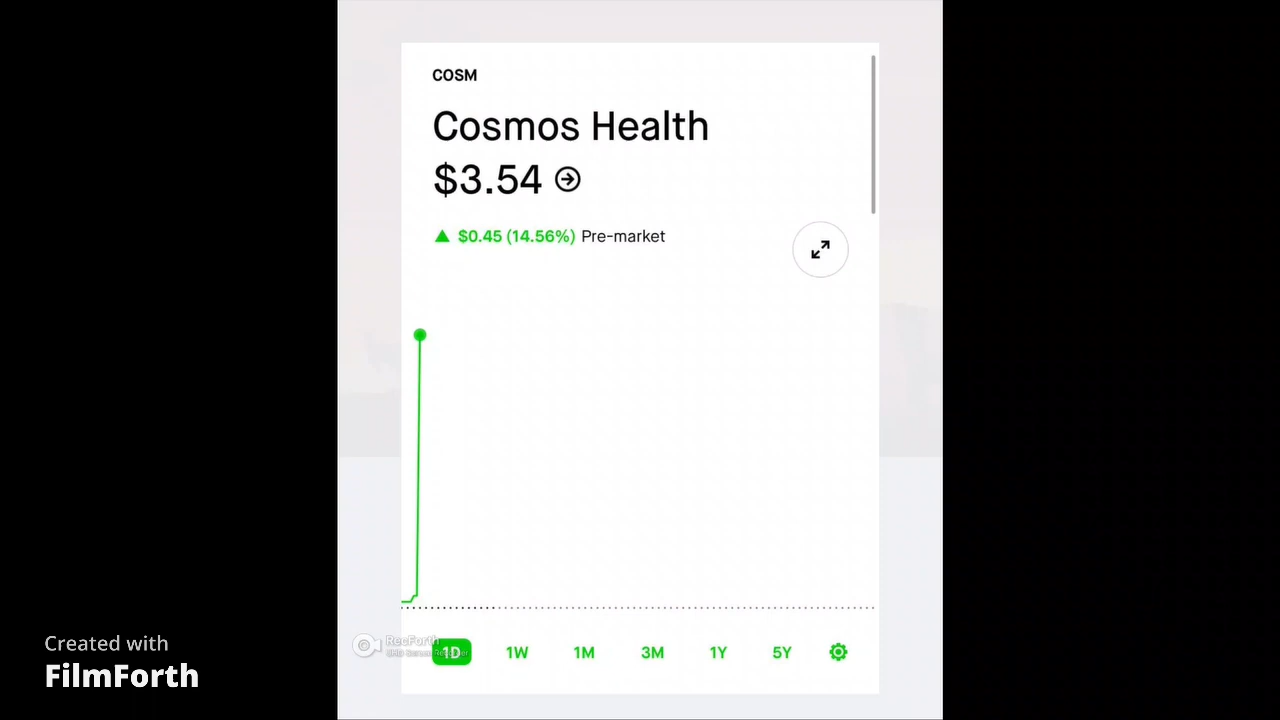 COSM
Cosmos Health
$3.54
$0.45 (14.56%) Pre-market
RecForth
1D 1W 1M 3M 1Y 5Y
Created with
FilmForth